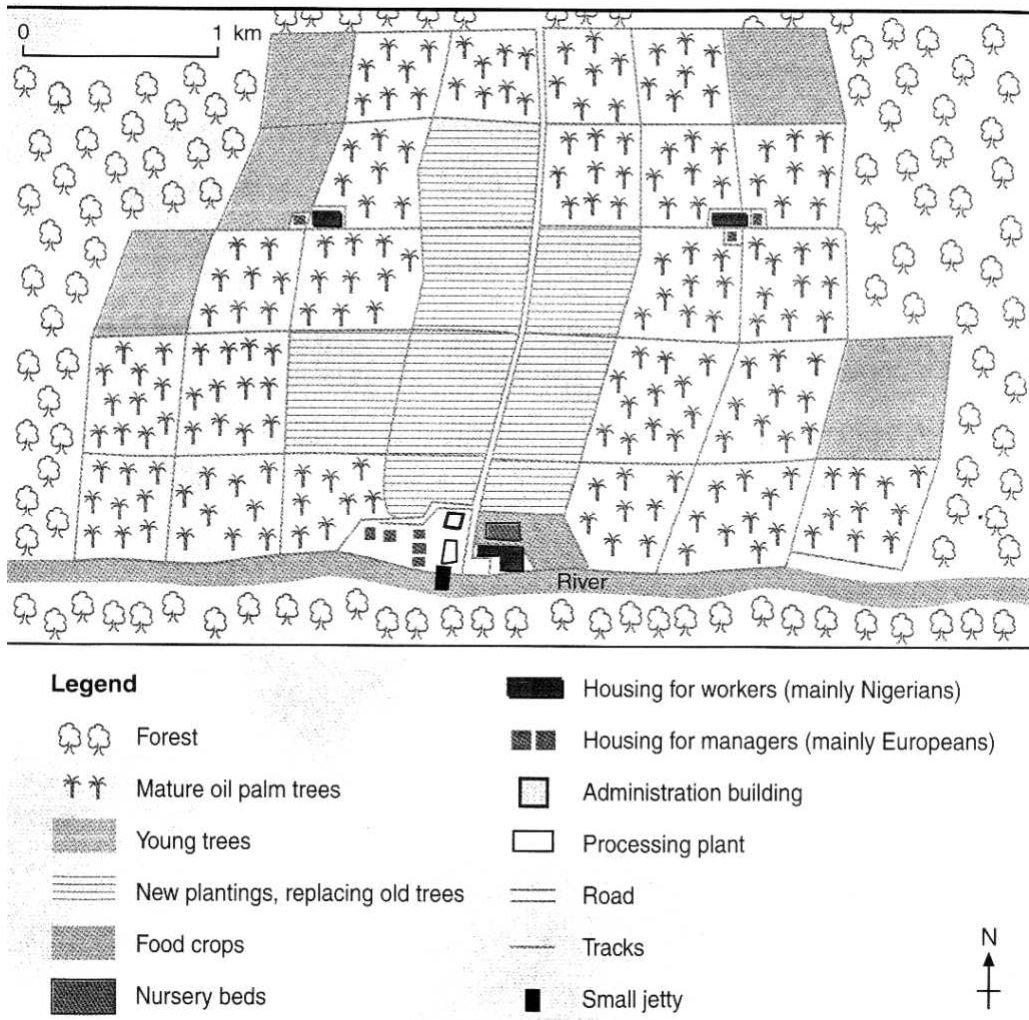 0 1 km
River
Legend
Forest
Mature oil palm trees
Young trees
New plantings, replacing old trees
Food crops
Nursery beds
Housing for workers (mainly Nigerians)
Housing for managers (mainly Europeans)
Administration building
Processing plant
Road
Tracks
Small jetty
N